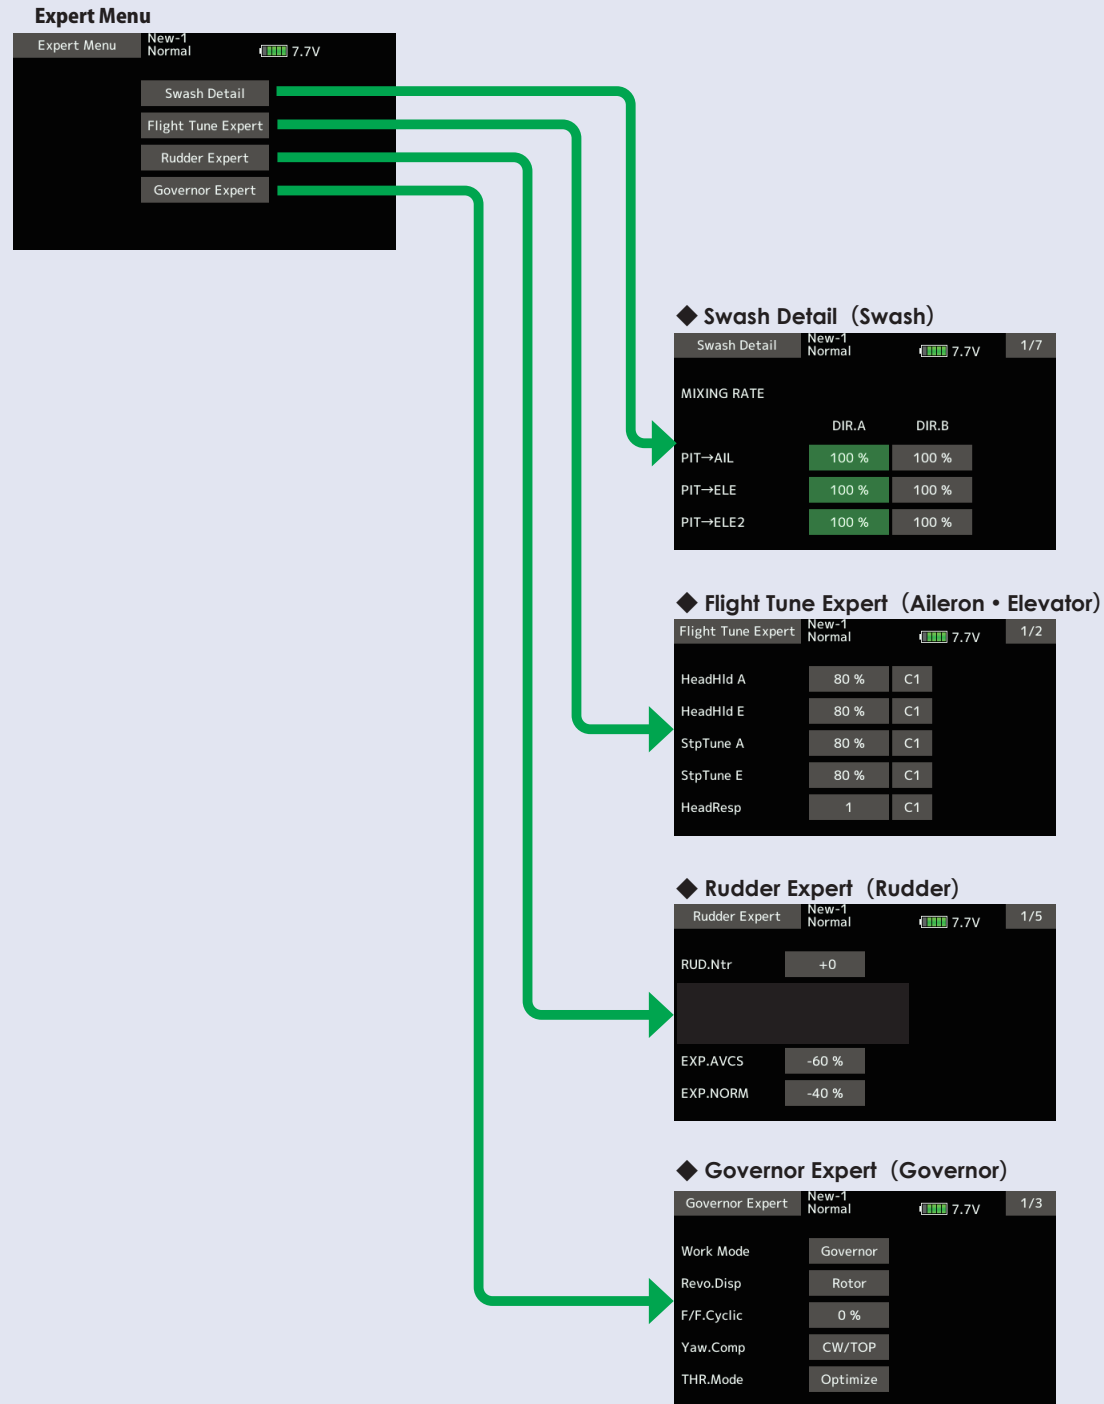 Expert Menu
Expert Menu New-1 Normal 7.7V
Swash Detail
Flight Tune Expert
Rudder Expert
Governor Expert
◆ Swash Detail（Swash）
Swash Detail New-1 Normal 7.7V 1/7
MIXING RATE
DIR.A DIR.B
PIT→AIL 100 % 100 %
PIT→ELE 100 % 100 %
PIT→ELE2 100 % 100 %
◆ Flight Tune Expert（Aileron・Elevator）
Flight Tune Expert New-1 Normal 7.7V 1/2
HeadHld A 80 % C1
HeadHld E 80 % C1
StpTune A 80 % C1
StpTune E 80 % C1
HeadResp 1 C1
◆ Rudder Expert（Rudder）
Rudder Expert New-1 Normal 7.7V 1/5
RUD.Ntr +0
EXP.AVCS -60 %
EXP.NORM -40 %
◆ Governor Expert（Governor）
Governor Expert New-1 Normal 7.7V 1/3
Work Mode Governor
Revo.Disp Rotor
F/F.Cyclic 0 %
Yaw.Comp CW/TOP
THR.Mode Optimize